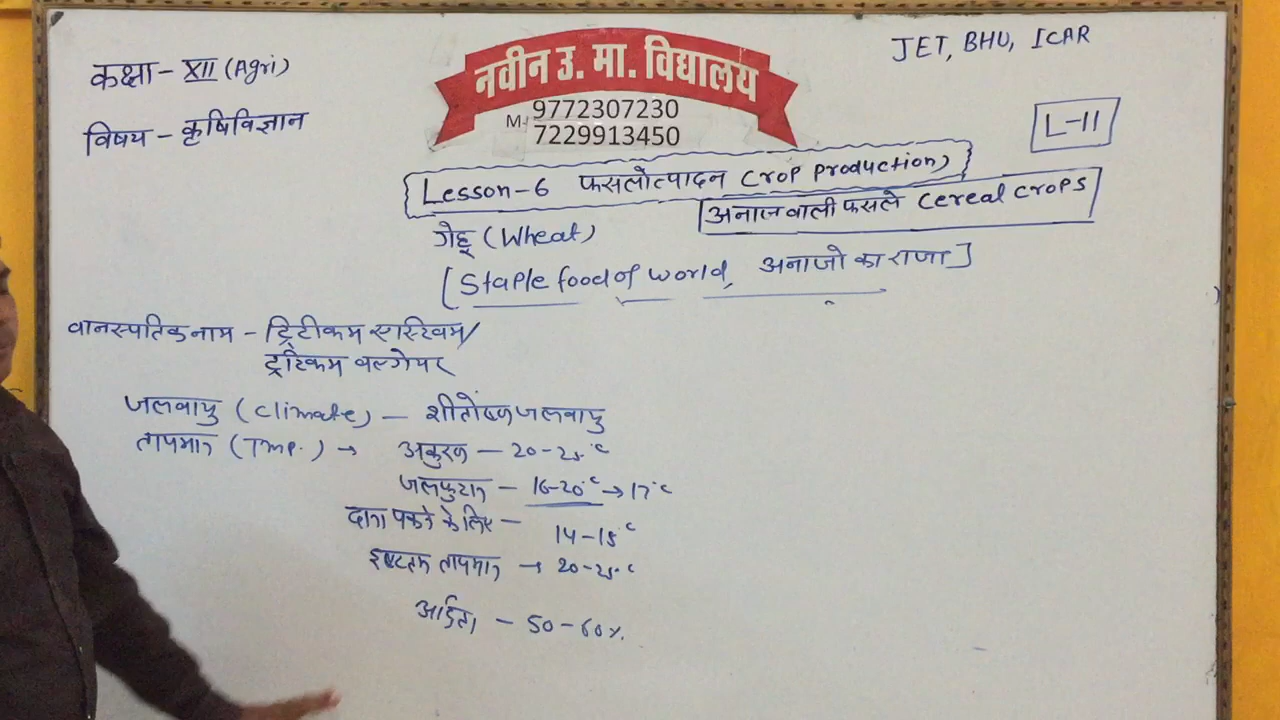 कक्षा - XII (Agri)
नवीन उ. मा. विद्यालय
JET, BHU, ICAR
M. 9772307230
7229913450
विषय - कृषिविज्ञान
L-11
Lesson-6 फसलोत्पादन Crop Production)
अनाज वाली फसले Cereal Crops
गेहू (Wheat)
[Staple food of world, अनाजो का राजा]
वानस्पतिक नाम - ट्रिटीकम एस्टिवम/
ट्रटिकम वल्गेयर
जलवायु (Climate) - शीतोष्ण जलवायु
तापमान (Tmp.) → अकुरण - 20-25°C
16-20°C → 17°C
दाना पकने के लिए - 14-15°C
इष्टतम तापमान → 20-25°C
आर्द्रता - 50-60%